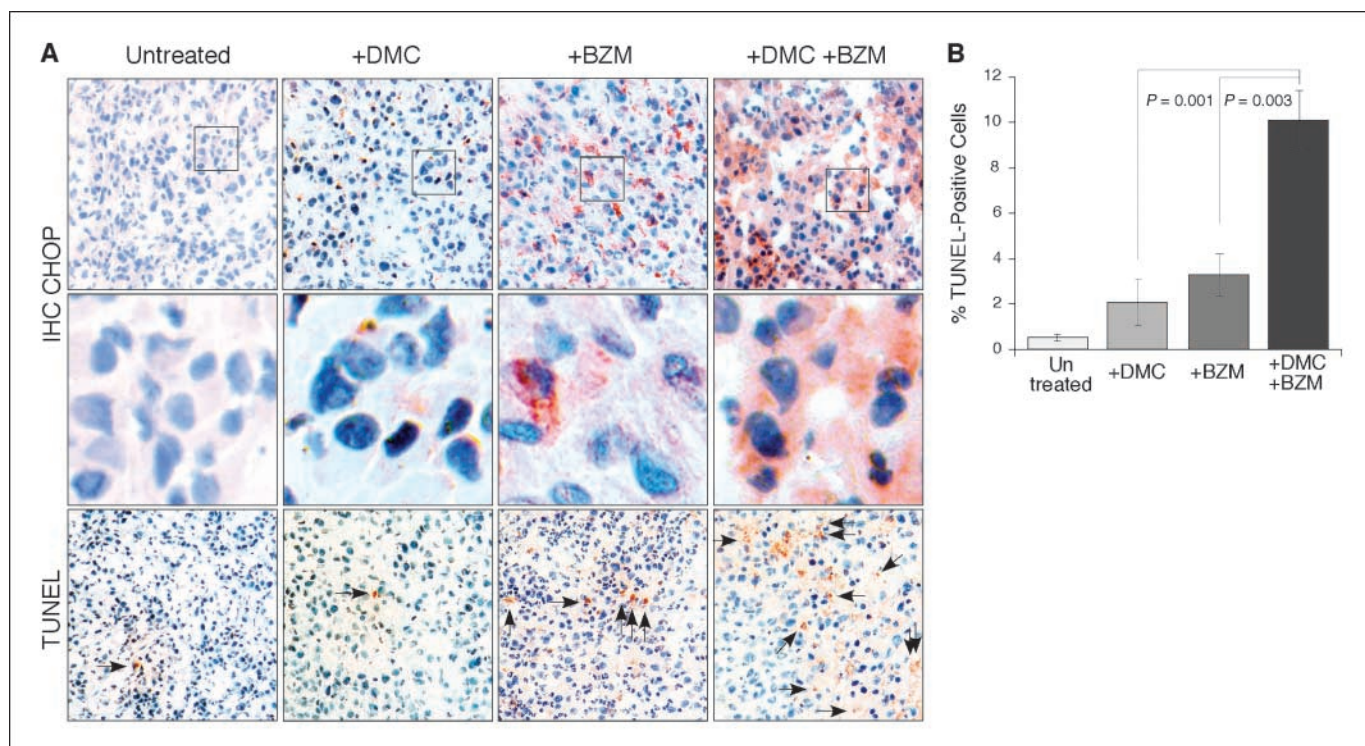 A
Untreated
+DMC
+BZM
+DMC +BZM
IHC CHOP
TUNEL
B
% TUNEL-Positive Cells
12
10
8
6
4
2
0
P = 0.001
P = 0.003
Un
treated
+DMC
+BZM
+DMC
+BZM